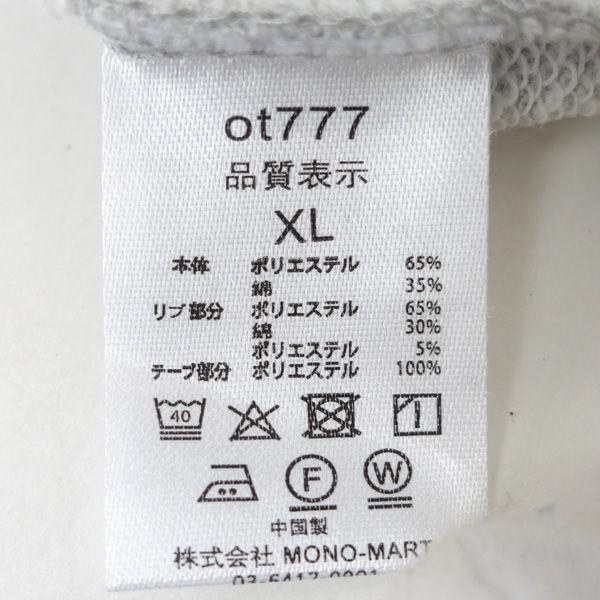 ot777
品質表示
XL
本体 ポリエステル 65%
綿 35%
リブ部分 ポリエステル 65%
綿 30%
ポリエステル 5%
テープ部分 ポリエステル 100%
40
F W
中国製
株式会社 MONO-MART